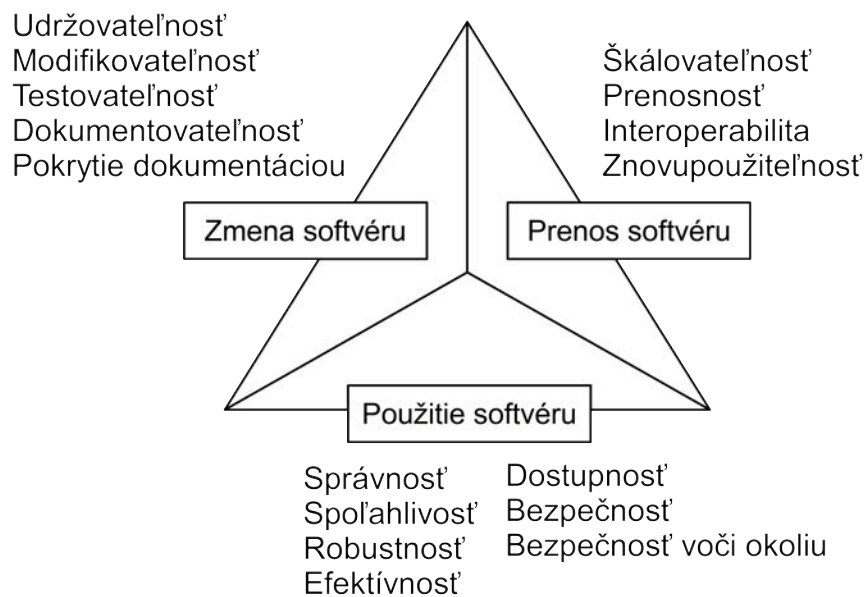 Udržovateľnosť
Modifikovateľnosť
Testovateľnosť
Dokumentovateľnosť
Pokrytie dokumentáciou
Škálovateľnosť
Prenosnosť
Interoperabilita
Znovupoužiteľnosť
Zmena softvéru
Prenos softvéru
Použitie softvéru
Správnosť
Spoľahlivosť
Robustnosť
Efektívnosť
Dostupnosť
Bezpečnosť
Bezpečnosť voči okoliu